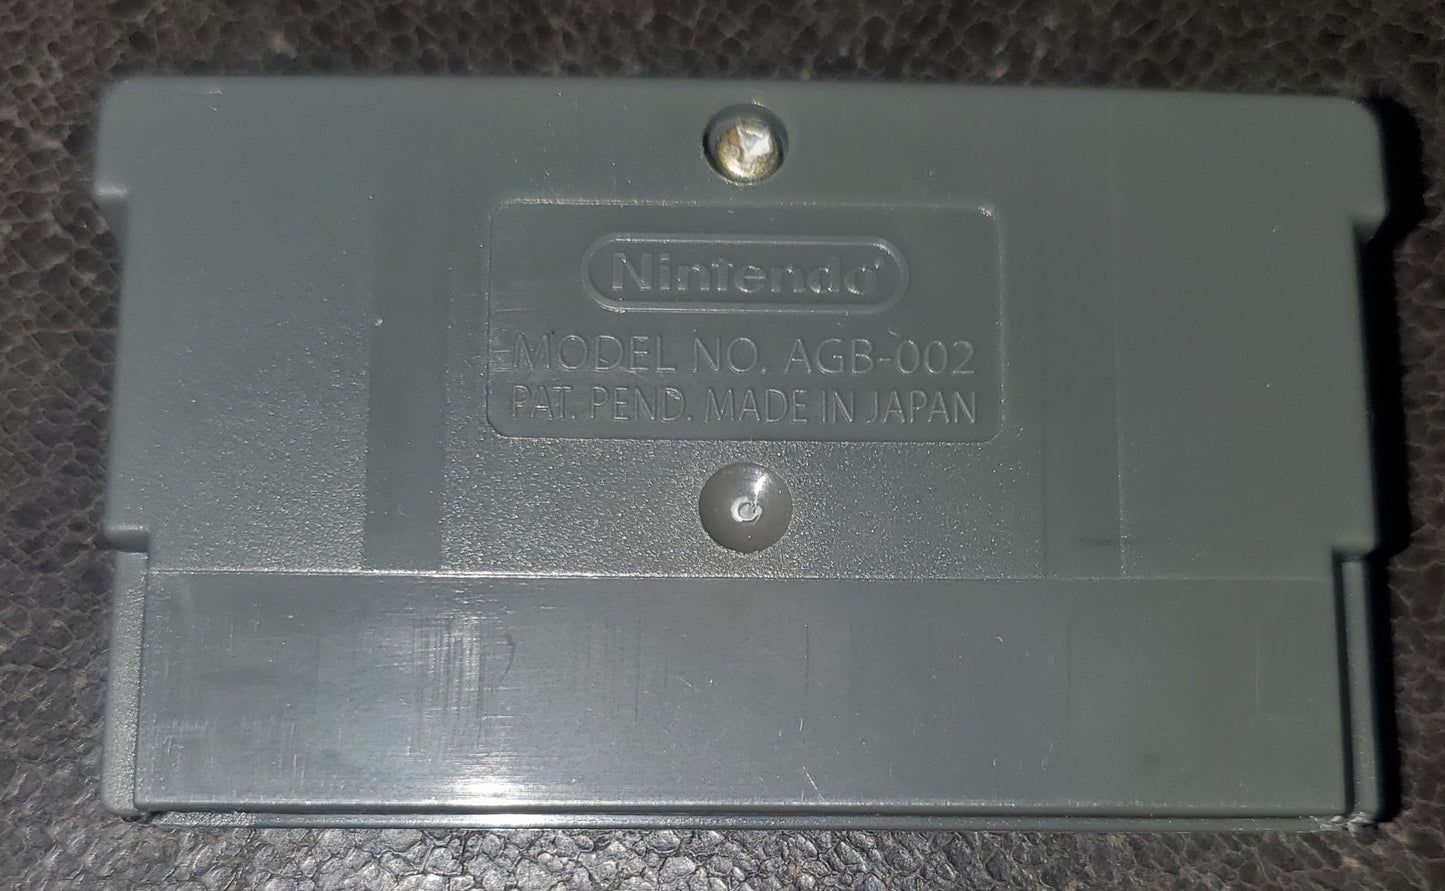 Nintendo
MODEL NO. AGB-002
PAT. PEND. MADE IN JAPAN